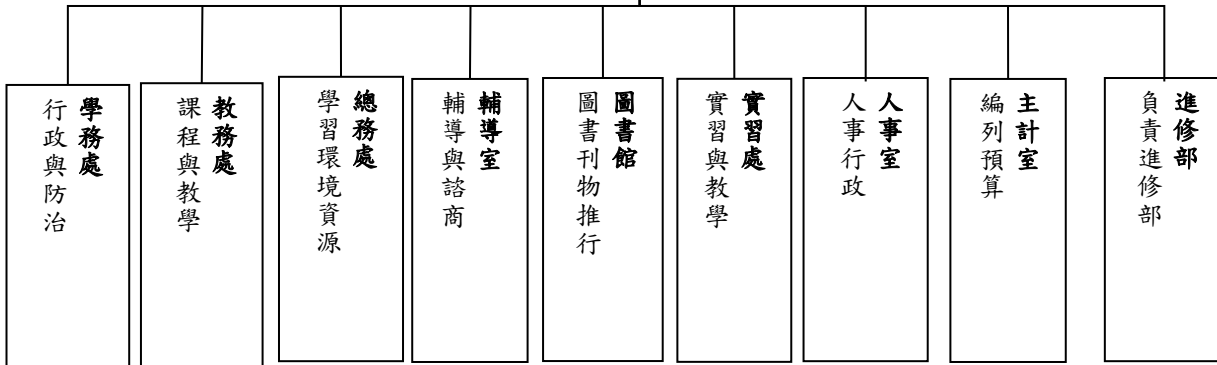 學務處
行政與防治
教務處
課程與教學
總務處
學習環境資源
輔導室
輔導與諮商
圖書館
圖書刊物推行
實習處
實習與教學
人事室
人事行政
主計室
編列預算
進修部
負責進修部